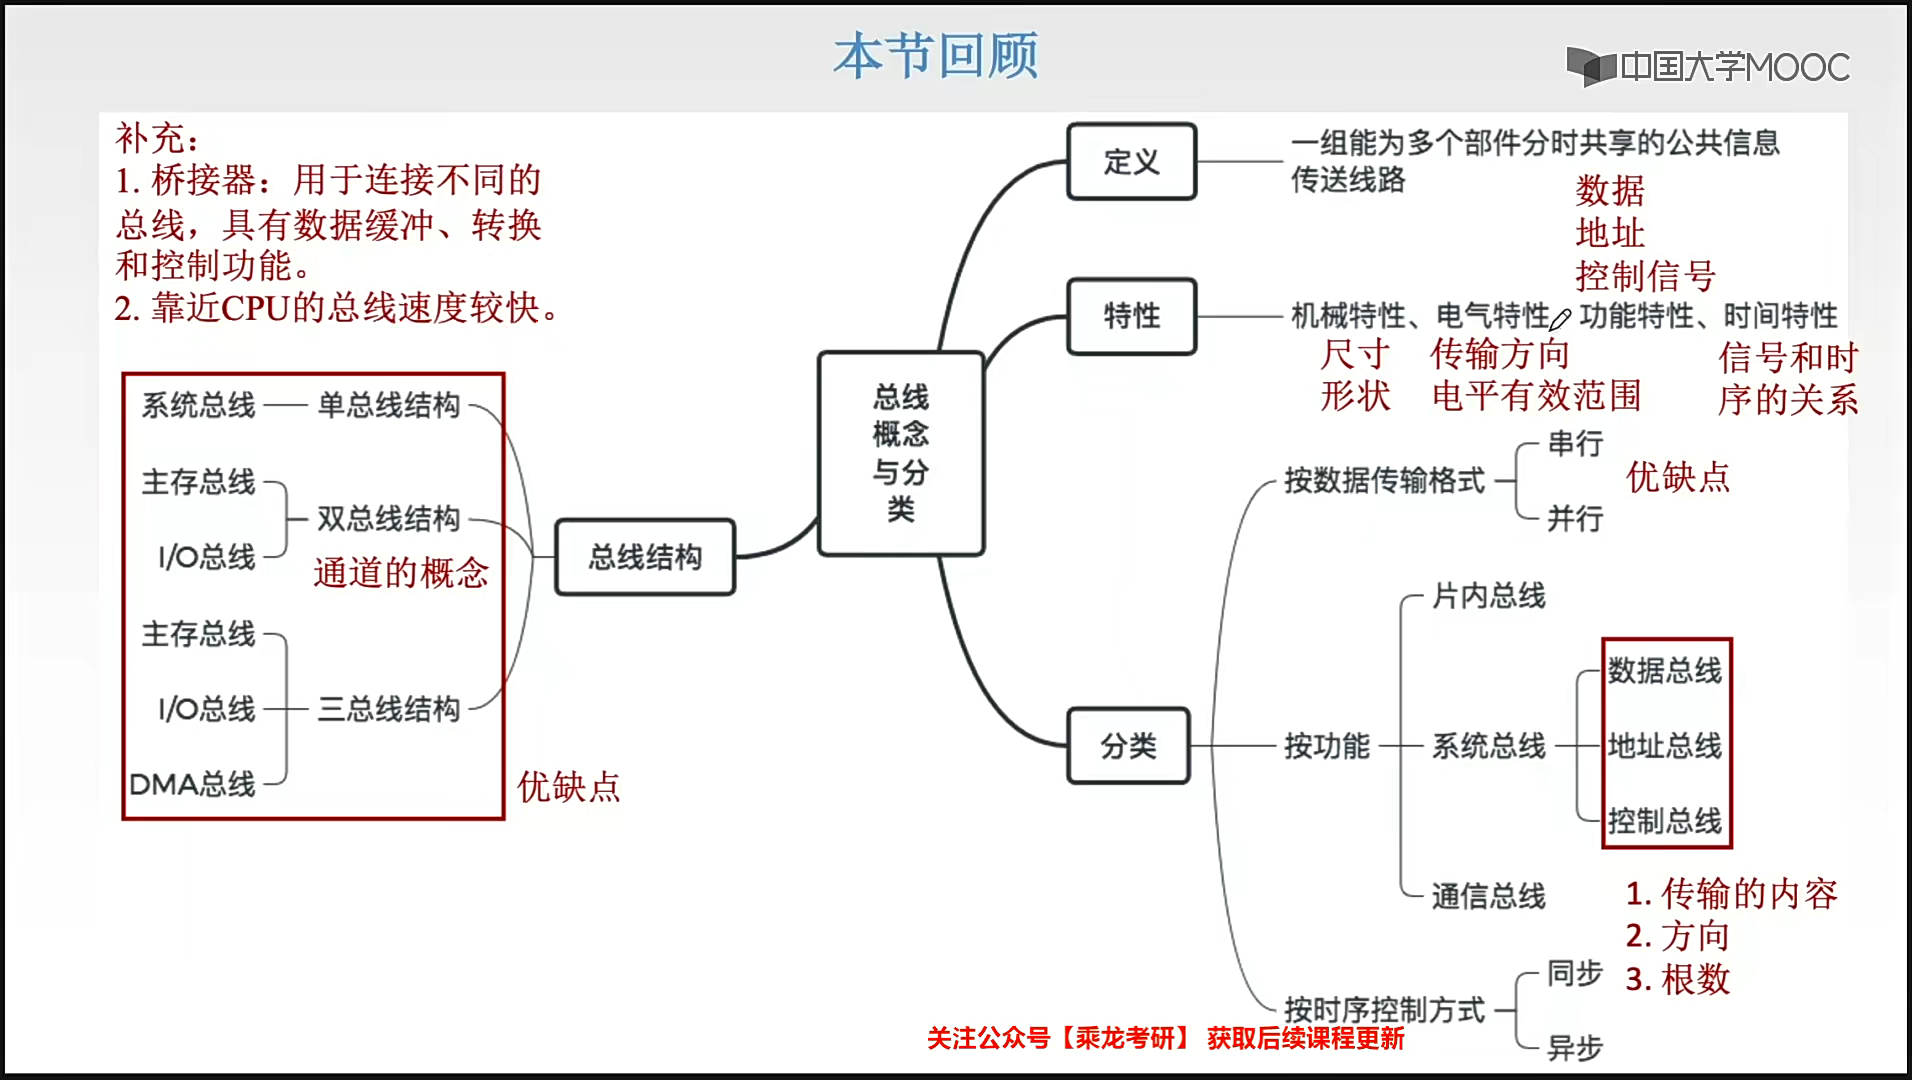 本节回顾
中国大学MOOC
补充：
1. 桥接器：用于连接不同的
总线，具有数据缓冲、转换
和控制功能。
2. 靠近CPU的总线速度较快。
系统总线
单总线结构
主存总线
双总线结构
I/O总线
通道的概念
主存总线
I/O总线
三总线结构
DMA总线
优缺点
总线结构
总线
概念
与分
类
定义
一组能为多个部件分时共享的公共信息
传送线路
数据
地址
控制信号
特性
机械特性、电气特性 功能特性、时间特性
尺寸
形状
传输方向
电平有效范围
信号和时
序的关系
分类
按数据传输格式
串行
并行
优缺点
按功能
片内总线
系统总线
数据总线
地址总线
控制总线
通信总线
1. 传输的内容
2. 方向
3. 根数
按时序控制方式
同步
异步
关注公众号【乘龙考研】 获取后续课程更新